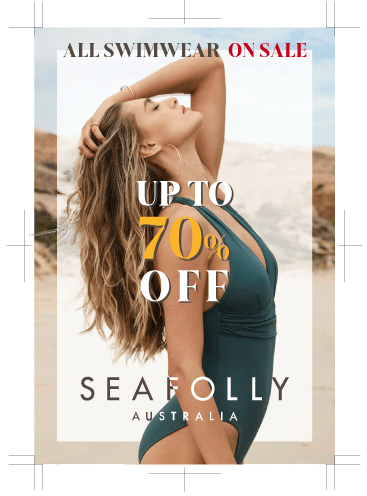 ALL SWIMWEAR ON SALE
UP TO
70%
OFF
SEAFOLLY
AUSTRALIA